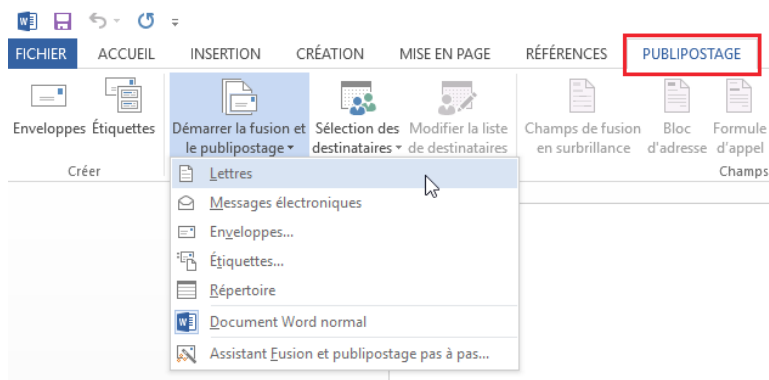 FICHIER ACCUEIL INSERTION CRÉATION MISE EN PAGE RÉFÉRENCES PUBLIPOSTAGE
Enveloppes Étiquettes Démarrer la fusion et Sélection des Modifier la liste Champs de fusion Bloc Formule
le publipostage destinataires de destinataires en surbrillance d'adresse d'appel
Créer Champs
Lettres
Messages électroniques
Enveloppes...
Étiquettes...
Répertoire
Document Word normal
Assistant Fusion et publipostage pas à pas...